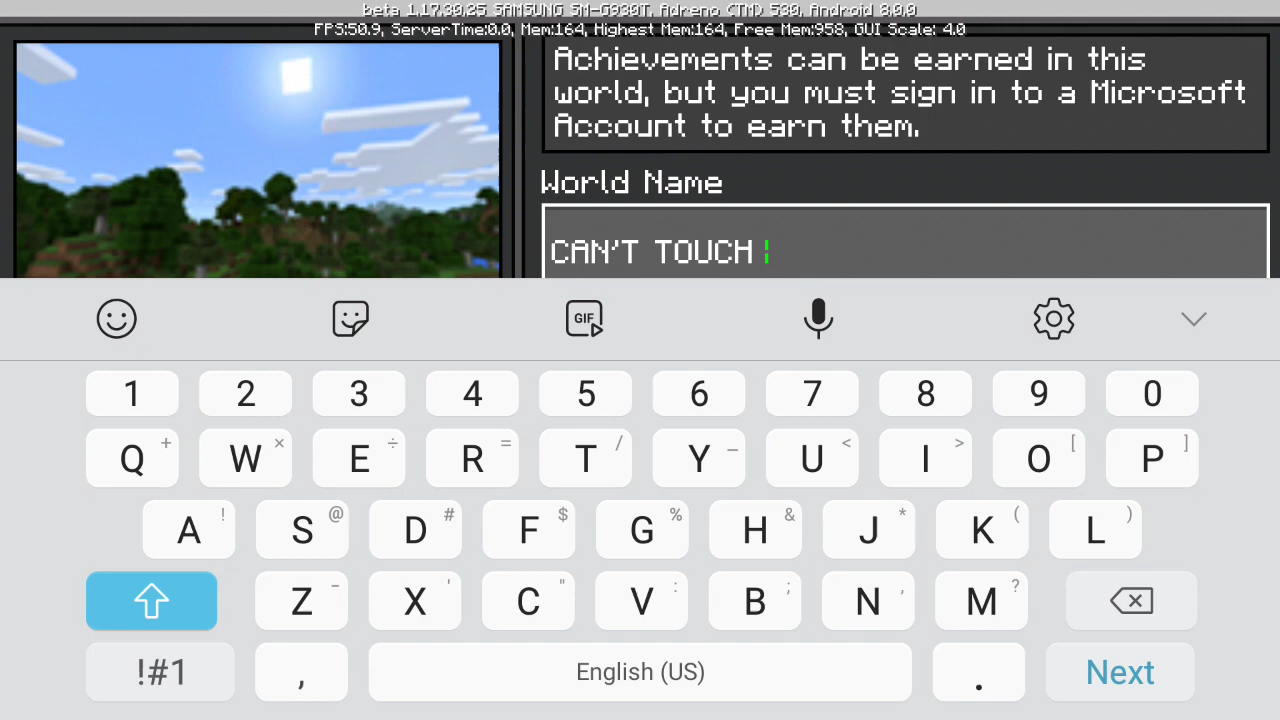 beta 1.17.30.25 SAMSUNG SM-G930T, Adreno (TM) 530, Android 8.0.0
FPS:50.9, ServerTime:0.0, Mem:164, Highest Mem:164, Free Mem:958, GUI Scale: 4.0
Achievements can be earned in this
world, but you must sign in to a Microsoft
Account to earn them.
World Name
CAN'T TOUCH
GIF
1 2 3 4 5 6 7 8 9 0
Q + W × E ÷ R = T / Y _ U < I > O [ P ]
A ! S @ D # F $ G % H & J * K ( L )
Z - X ' C " V : B ; N , M ?
!#1 , English (US) . Next